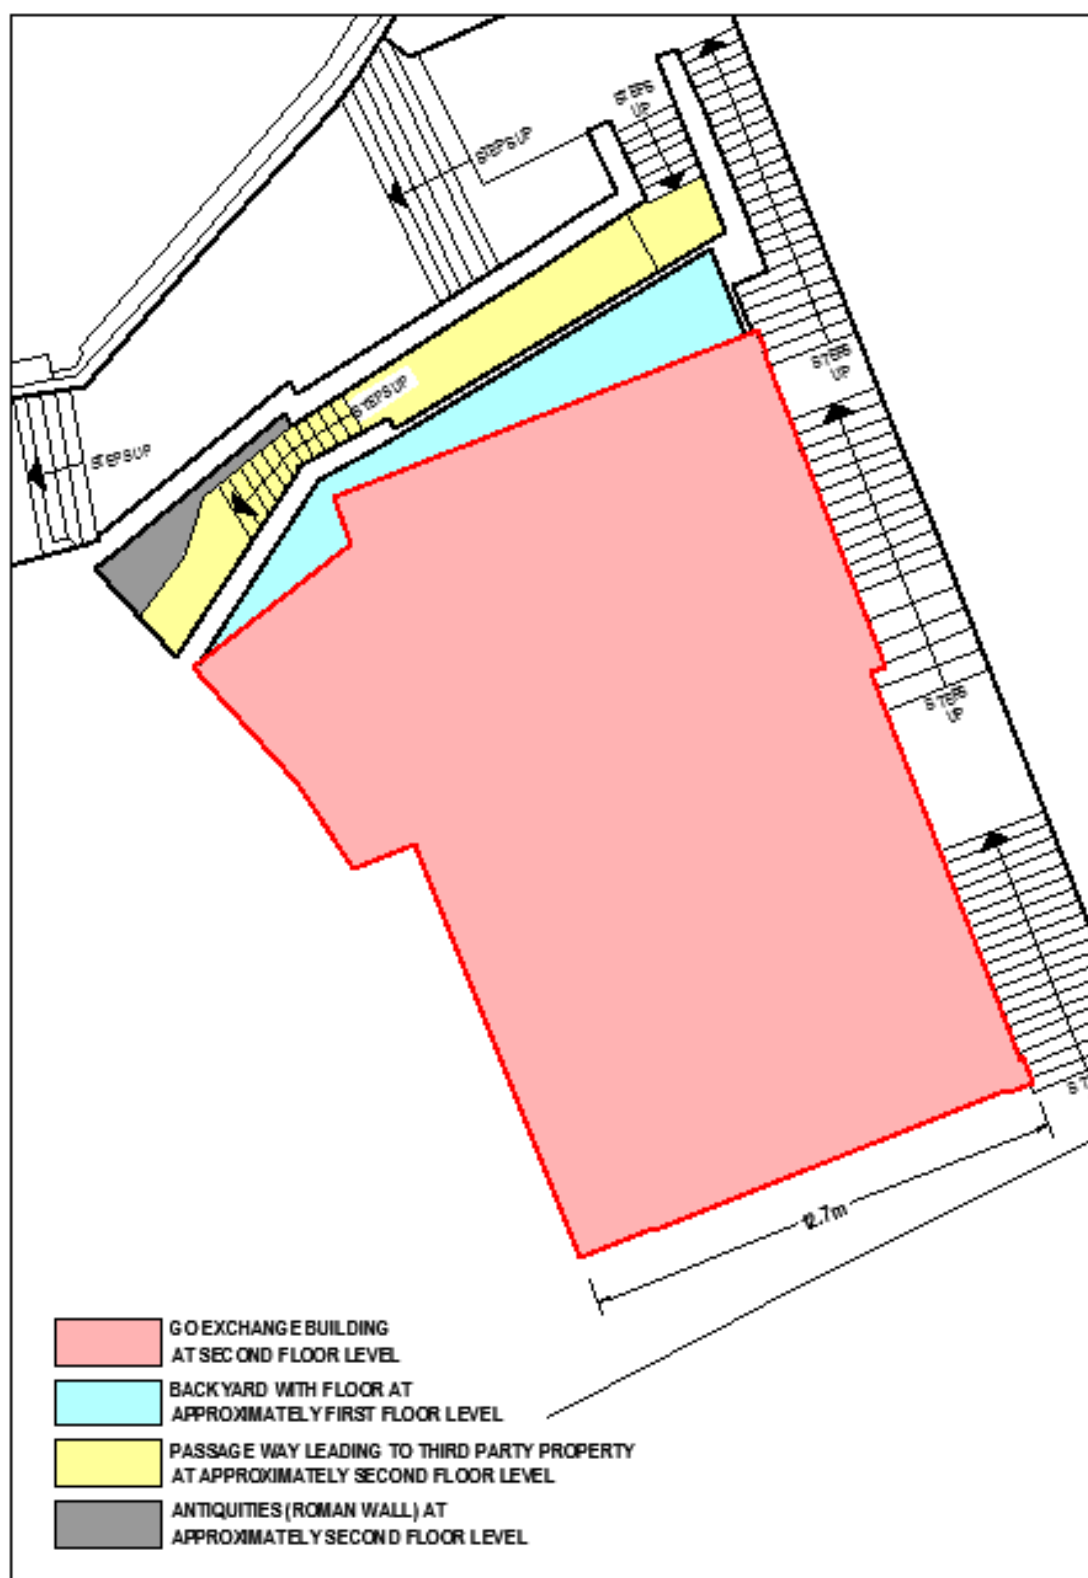 STEPS
UP
STEPS UP
STEPS
UP
STEPS UP
STEPS UP
STEPS
UP
12.7m
GO EXCHANGE BUILDING
AT SECOND FLOOR LEVEL
BACKYARD WITH FLOOR AT
APPROXIMATELY FIRST FLOOR LEVEL
PASSAGE WAY LEADING TO THIRD PARTY PROPERTY
AT APPROXIMATELY SECOND FLOOR LEVEL
ANTIQUITIES (ROMAN WALL) AT
APPROXIMATELY SECOND FLOOR LEVEL